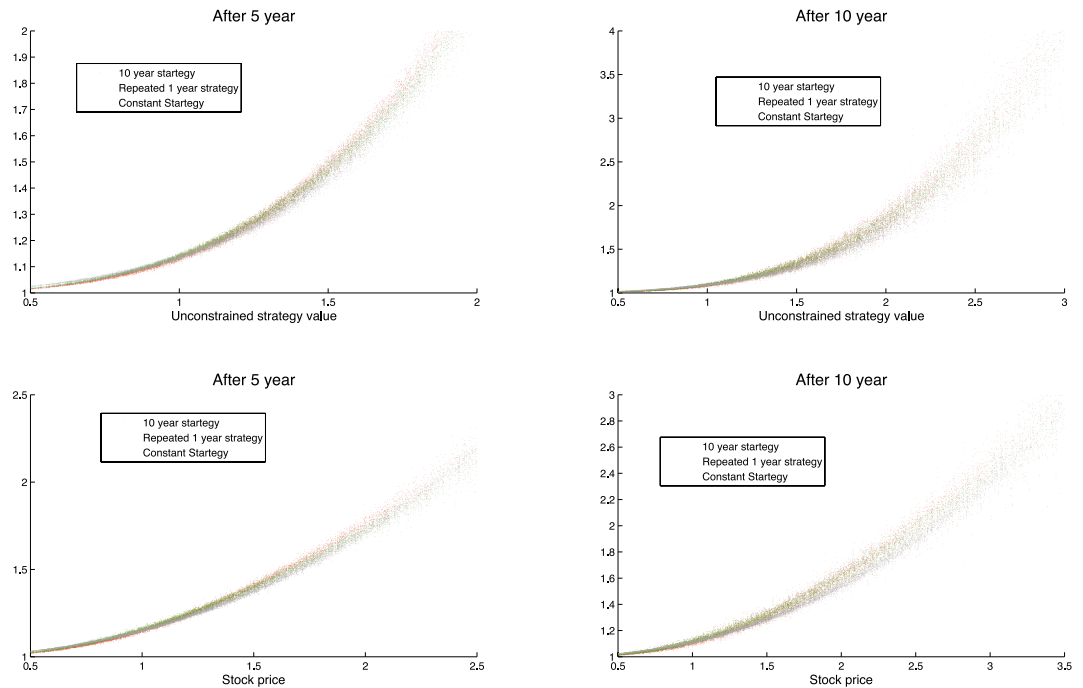 After 5 year
2
1.9
1.8
1.7
1.6
1.5
1.4
1.3
1.2
1.1
1
10 year startegy
Repeated 1 year strategy
Constant Startegy
0.5 1 1.5 2
Unconstrained strategy value
After 10 year
4
3.5
3
2.5
2
1.5
1
10 year startegy
Repeated 1 year strategy
Constant Startegy
0.5 1 1.5 2 2.5 3
Unconstrained strategy value
After 5 year
2.5
2
1.5
1
10 year startegy
Repeated 1 year strategy
Constant Startegy
0.5 1 1.5 2 2.5
Stock price
After 10 year
3
2.8
2.6
2.4
2.2
2
1.8
1.6
1.4
1.2
1
10 year startegy
Repeated 1 year strategy
Constant Startegy
0.5 1 1.5 2 2.5 3 3.5
Stock price